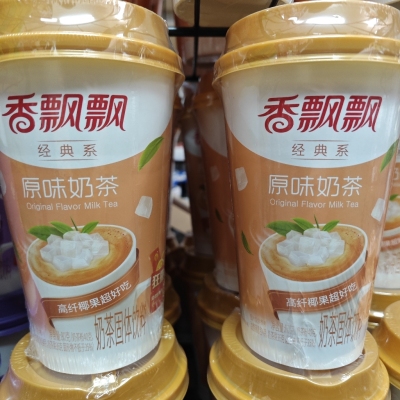 香飘飘
经典系
原味奶茶
Original Flavor Milk Tea
高纤椰果超好吃
奶茶固体饮料
香飘飘
经典系
原味奶茶
Original Flavor Milk Tea
高纤椰果超好吃
奶茶固体饮料